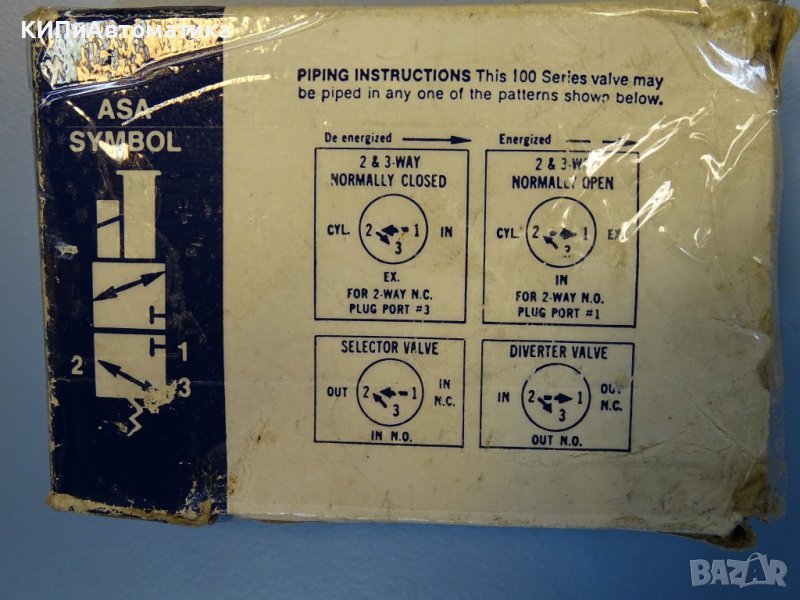 КИПиАвтоматика
ASA
SYMBOL
2
1
3
PIPING INSTRUCTIONS This 100 Series valve may
be piped in any one of the patterns shown below.
De energized
Energized
2 & 3-WAY
NORMALLY CLOSED
CYL. 2 1 IN
3
EX.
FOR 2-WAY N.C.
PLUG PORT #3
2 & 3-W
NORMALLY OPEN
CYL. 2 1 EX.
3
IN
FOR 2-WAY N.O.
PLUG PORT #1
SELECTOR VALVE
OUT 2 1 IN
N.C.
3
IN N.O.
DIVERTER VALVE
IN 2 1 OUT
N.C.
3
OUT N.O.
BAZAR